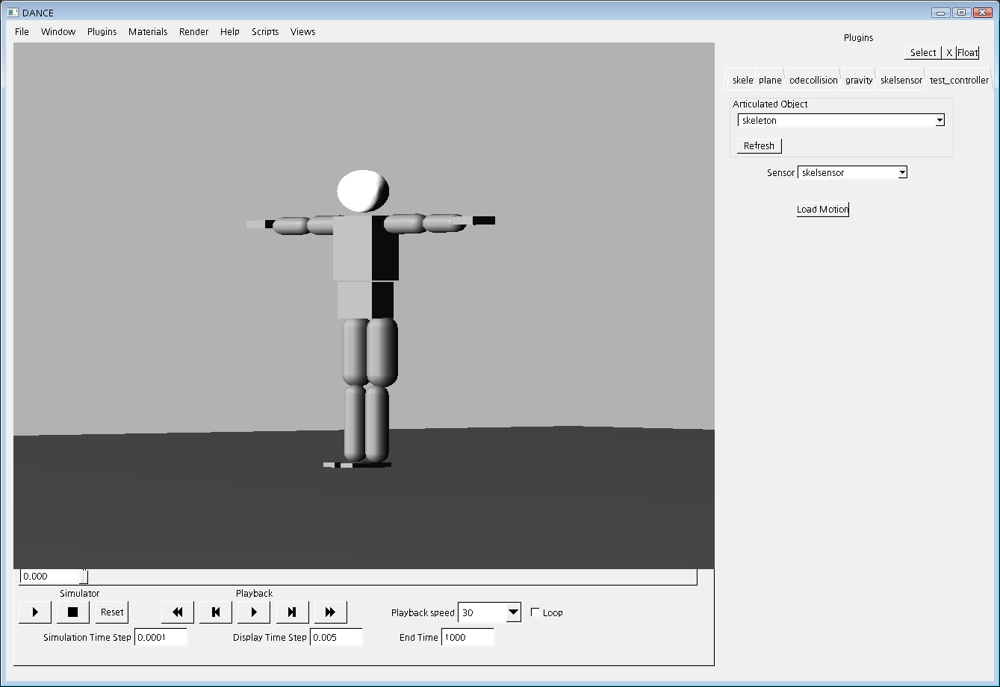 DANCE
File Window Plugins Materials Render Help Scripts Views
Plugins
Select X Float
skele plane odecollision gravity skelsensor test_controller
Articulated Object
skeleton
Refresh
Sensor skelsensor
Load Motion
0.000
Simulator Playback
Reset Playback speed 30 Loop
Simulation Time Step 0.0001 Display Time Step 0.005 End Time 1000